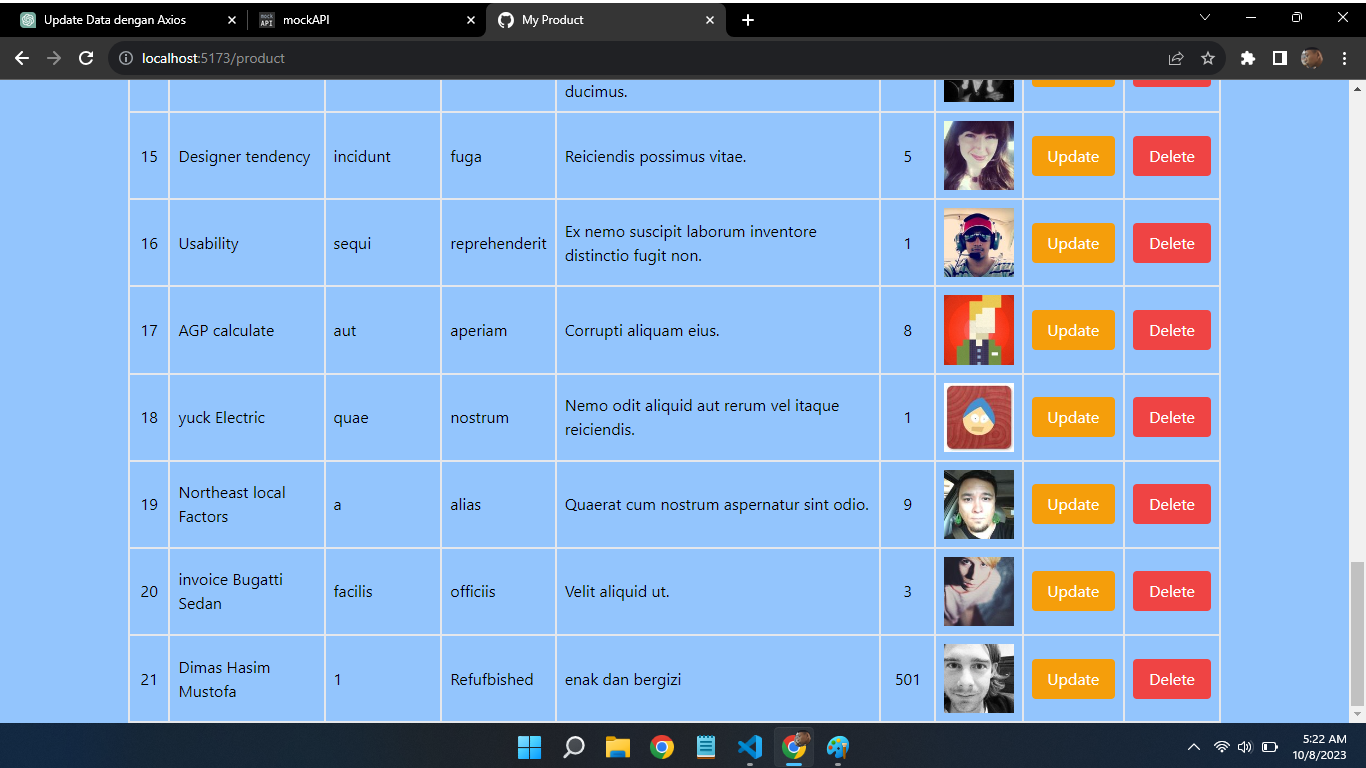 Update Data dengan Axios
mock API
mockAPI
My Product
localhost:5173/product
ducimus.
15 Designer tendency incidunt fuga Reiciendis possimus vitae. 5 Update Delete
16 Usability sequi reprehenderit Ex nemo suscipit laborum inventore
distinctio fugit non. 1 Update Delete
17 AGP calculate aut aperiam Corrupti aliquam eius. 8 Update Delete
18 yuck Electric quae nostrum Nemo odit aliquid aut rerum vel itaque
reiciendis. 1 Update Delete
19 Northeast local
Factors a alias Quaerat cum nostrum aspernatur sint odio. 9 Update Delete
20 invoice Bugatti
Sedan facilis officiis Velit aliquid ut. 3 Update Delete
21 Dimas Hasim
Mustofa 1 Refufbished enak dan bergizi 501 Update Delete
5:22 AM
10/8/2023